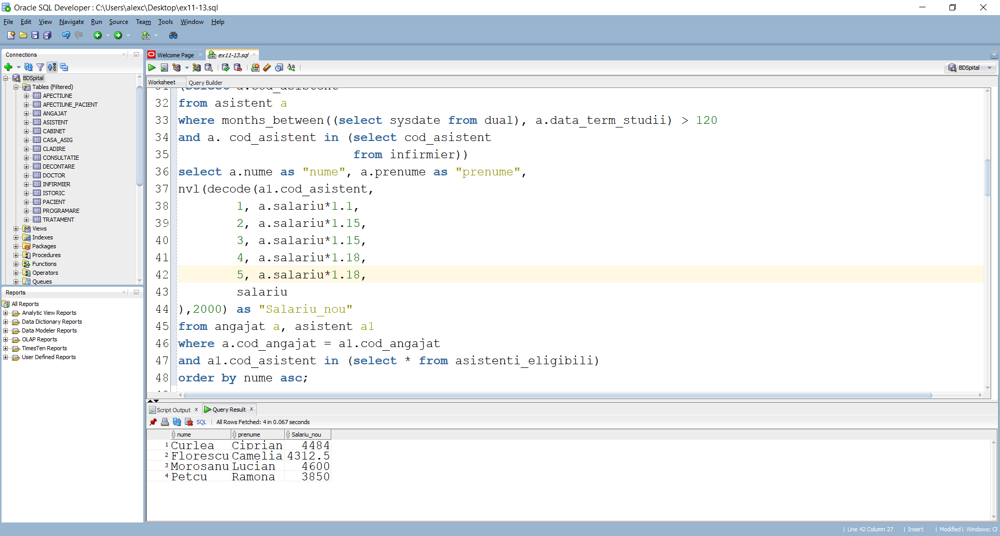 Oracle SQL Developer : C:\Users\alexc\Desktop\ex11-13.sql
File Edit View Navigate Run Source Team Tools Window Help
Connections
BDSpital
Tables (Filtered)
AFECTIUNE
AFECTIUNE_PACIENT
ANGAJAT
ASISTENT
CABINET
CASA_ASIG
CLADIRE
CONSULTATIE
DECONTARE
DOCTOR
INFIRMIER
ISTORIC
PACIENT
PROGRAMARE
TRATAMENT
Views
Indexes
Packages
Procedures
Functions
Operators
Queues
Reports
All Reports
Analytic View Reports
Data Dictionary Reports
Data Modeler Reports
OLAP Reports
TimesTen Reports
User Defined Reports
Welcome Page ex11-13.sql
SQL Aa BDSpital
Worksheet Query Builder
31 (select a.cod_asistent
32 from asistent a
33 where months_between((select sysdate from dual), a.data_term_studii) > 120
34 and a. cod_asistent in (select cod_asistent
35 from infirmier))
36 select a.nume as "nume", a.prenume as "prenume",
37 nvl(decode(a1.cod_asistent,
38 1, a.salariu*1.1,
39 2, a.salariu*1.15,
40 3, a.salariu*1.15,
41 4, a.salariu*1.18,
42 5, a.salariu*1.18,
43 salariu
44 ),2000) as "Salariu_nou"
45 from angajat a, asistent a1
46 where a.cod_angajat = a1.cod_angajat
47 and a1.cod_asistent in (select * from asistenti_eligibili)
48 order by nume asc;
Script Output x Query Result x
SQL | All Rows Fetched: 4 in 0.067 seconds
nume prenume Salariu_nou
1 Curlea Ciprian 4484
2 Florescu Camelia 4312.5
3 Morosanu Lucian 4600
4 Petcu Ramona 3850
| Line 42 Column 27 | Insert | Modified | Windows: